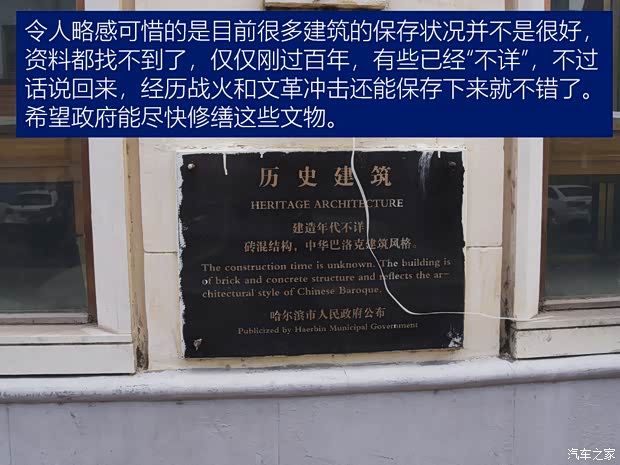 令人略感可惜的是目前很多建筑的保存状况并不是很好，
资料都找不到了，仅仅刚过百年，有些已经“不详”，不过
话说回来，经历战火和文革冲击还能保存下来就不错了。
希望政府能尽快修缮这些文物。
历史建筑
HERITAGE ARCHITECTURE
建造年代不详
砖混结构，中华巴洛克建筑风格。
The construction time is unknown. The building is
of brick and concrete structure and reflects the ar-
chitectural style of Chinese Baroque.
哈尔滨市人民政府公布
Publicized by Haerbin Municipal Government
汽车之家